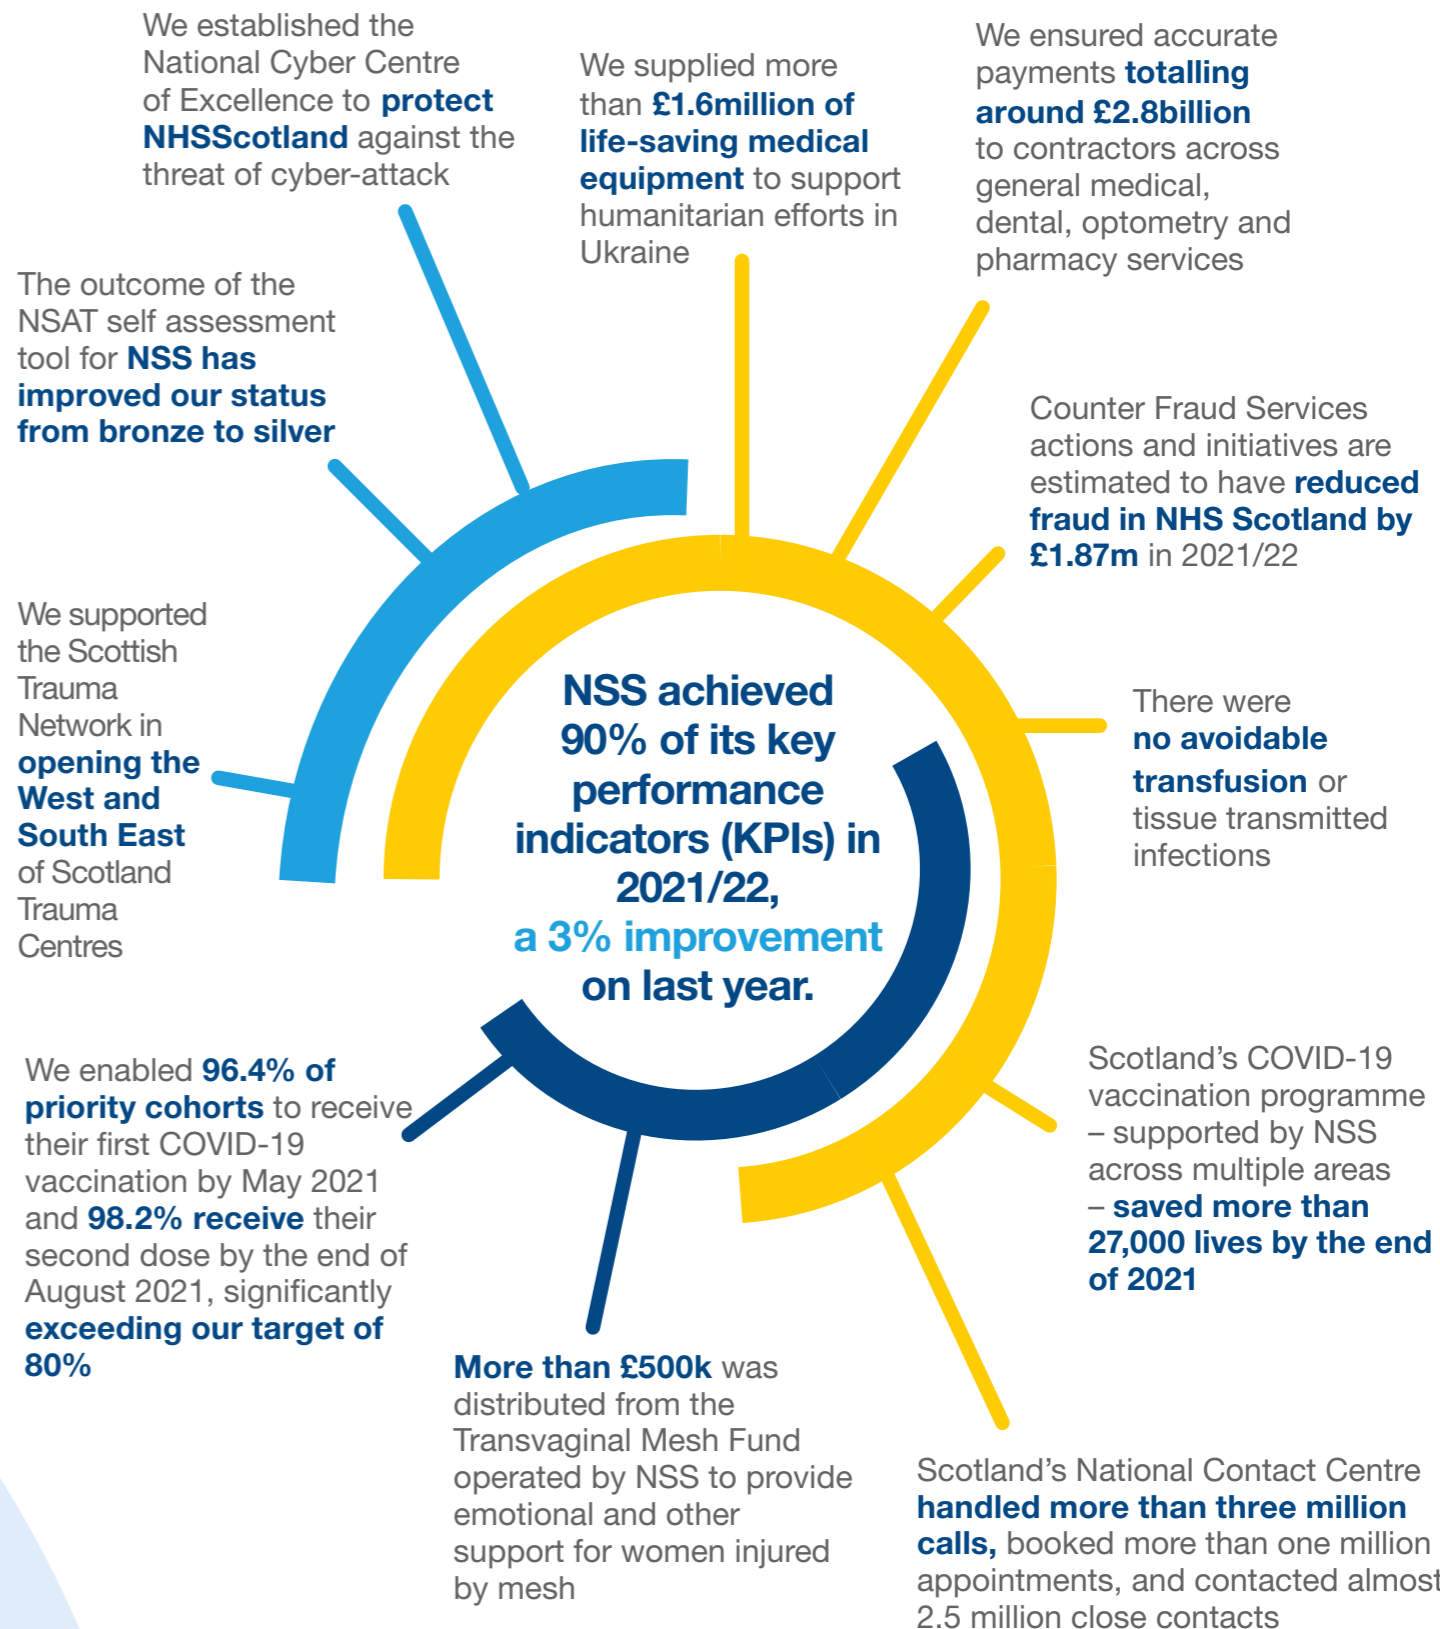 We established the
National Cyber Centre
of Excellence to protect
NHSScotland against the
threat of cyber-attack
We supplied more
than £1.6million of
life-saving medical
equipment to support
humanitarian efforts in
Ukraine
We ensured accurate
payments totalling
around £2.8billion
to contractors across
general medical,
dental, optometry and
pharmacy services
The outcome of the
NSAT self assessment
tool for NSS has
improved our status
from bronze to silver
Counter Fraud Services
actions and initiatives are
estimated to have reduced
fraud in NHS Scotland by
£1.87m in 2021/22
We supported
the Scottish
Trauma
Network in
opening the
West and
South East
of Scotland
Trauma
Centres
NSS achieved
90% of its key
performance
indicators (KPIs) in
2021/22,
a 3% improvement
on last year.
There were
no avoidable
transfusion or
tissue transmitted
infections
We enabled 96.4% of
priority cohorts to receive
their first COVID-19
vaccination by May 2021
and 98.2% receive their
second dose by the end of
August 2021, significantly
exceeding our target of
80%
Scotland’s COVID-19
vaccination programme
– supported by NSS
across multiple areas
– saved more than
27,000 lives by the end
of 2021
More than £500k was
distributed from the
Transvaginal Mesh Fund
operated by NSS to provide
emotional and other
support for women injured
by mesh
Scotland’s National Contact Centre
handled more than three million
calls, booked more than one million
appointments, and contacted almost
2.5 million close contacts